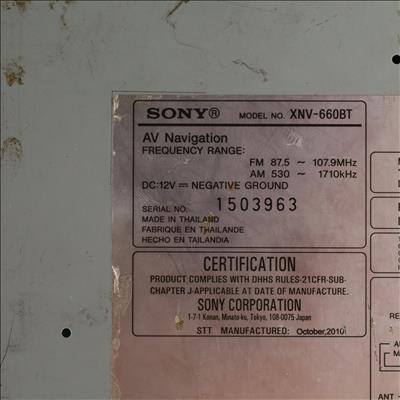 SONY® MODEL NO. XNV-660BT
AV Navigation
FREQUENCY RANGE:
FM 87.5 ~ 107.9MHz
AM 530 ~ 1710kHz
DC:12V⎓NEGATIVE GROUND
SERIAL NO: 1503963
MADE IN THAILAND
FABRIQUE EN THAILANDE
HECHO EN TAILANDIA
CERTIFICATION
PRODUCT COMPLIES WITH DHHS RULES-21CFR-SUB-
CHAPTER J-APPLICABLE AT DATE OF MANUFACTURE.
SONY CORPORATION
1-7-1 Konan, Minato-ku, Tokyo, 108-0075 Japan
STT MANUFACTURED: October,2010
RE
ANT